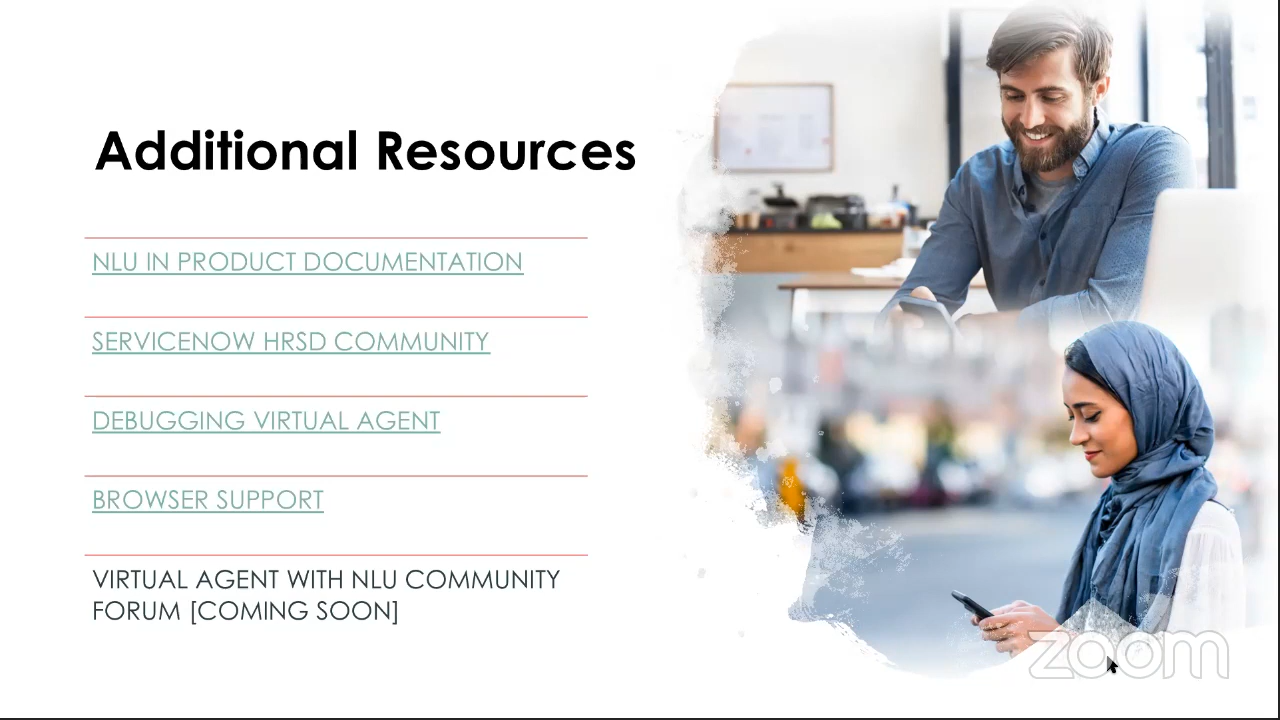 Additional Resources
NLU IN PRODUCT DOCUMENTATION
SERVICENOW HRSD COMMUNITY
DEBUGGING VIRTUAL AGENT
BROWSER SUPPORT
VIRTUAL AGENT WITH NLU COMMUNITY
FORUM [COMING SOON]
zoom